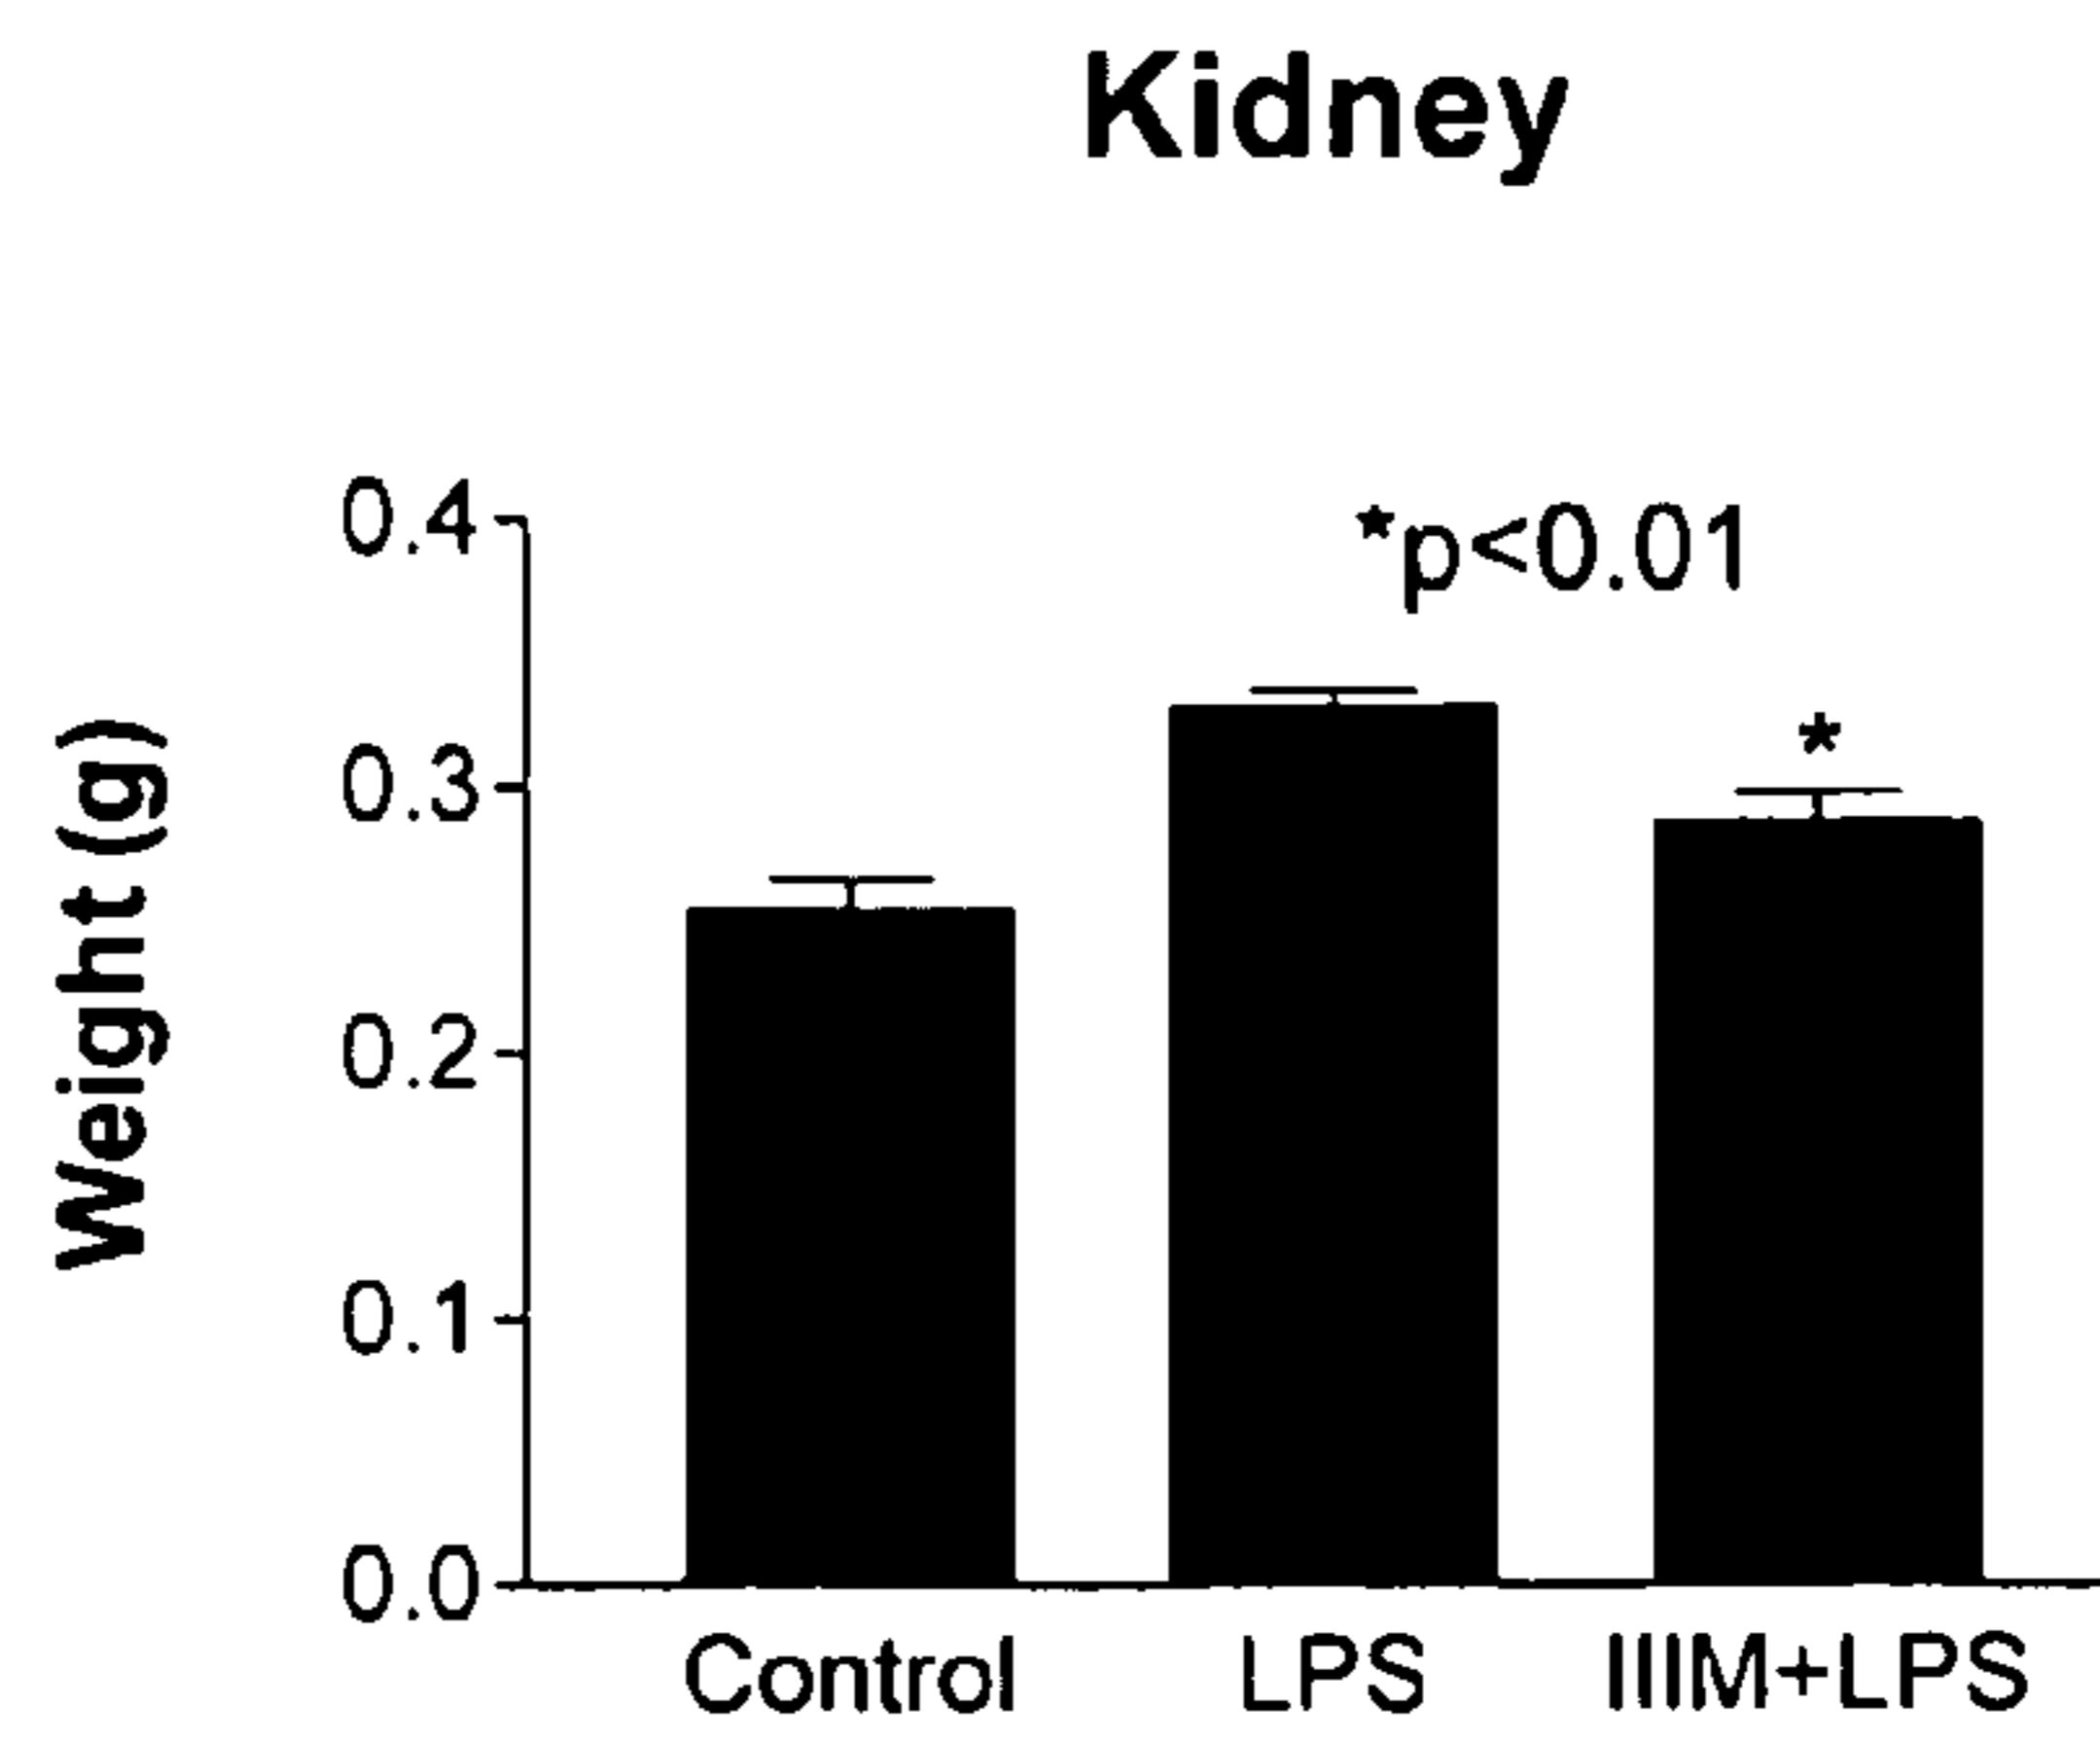 Kidney
*p<0.01
*
Weight (g)
0.4
0.3
0.2
0.1
0.0
Control LPS IIIM+LPS